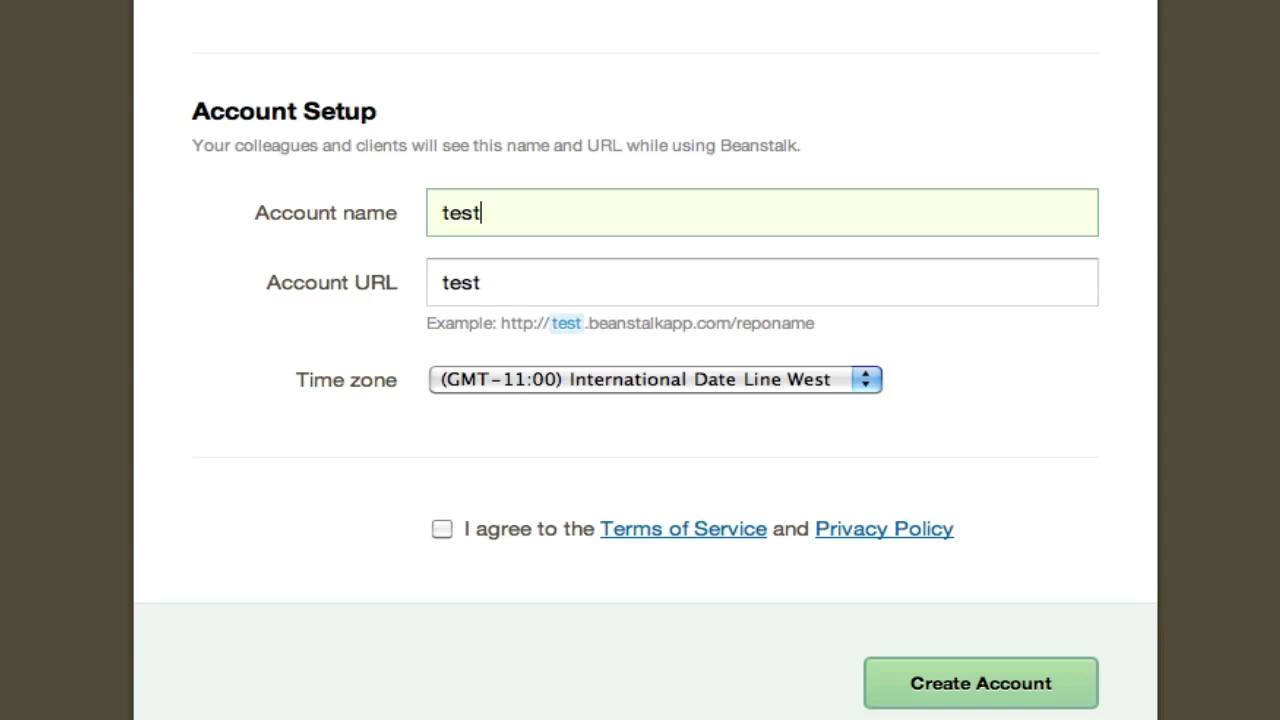 Account Setup
Your colleagues and clients will see this name and URL while using Beanstalk.
Account name test
Account URL test
Example: http://test.beanstalkapp.com/reponame
Time zone (GMT-11:00) International Date Line West
I agree to the Terms of Service and Privacy Policy
Create Account